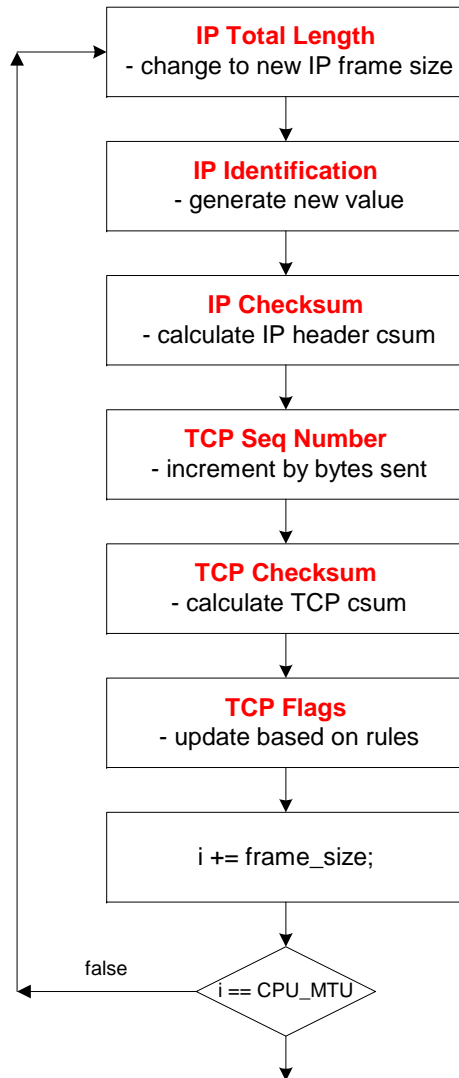 IP Total Length
- change to new IP frame size
IP Identification
- generate new value
IP Checksum
- calculate IP header csum
TCP Seq Number
- increment by bytes sent
TCP Checksum
- calculate TCP csum
TCP Flags
- update based on rules
i += frame_size;
false
i == CPU_MTU